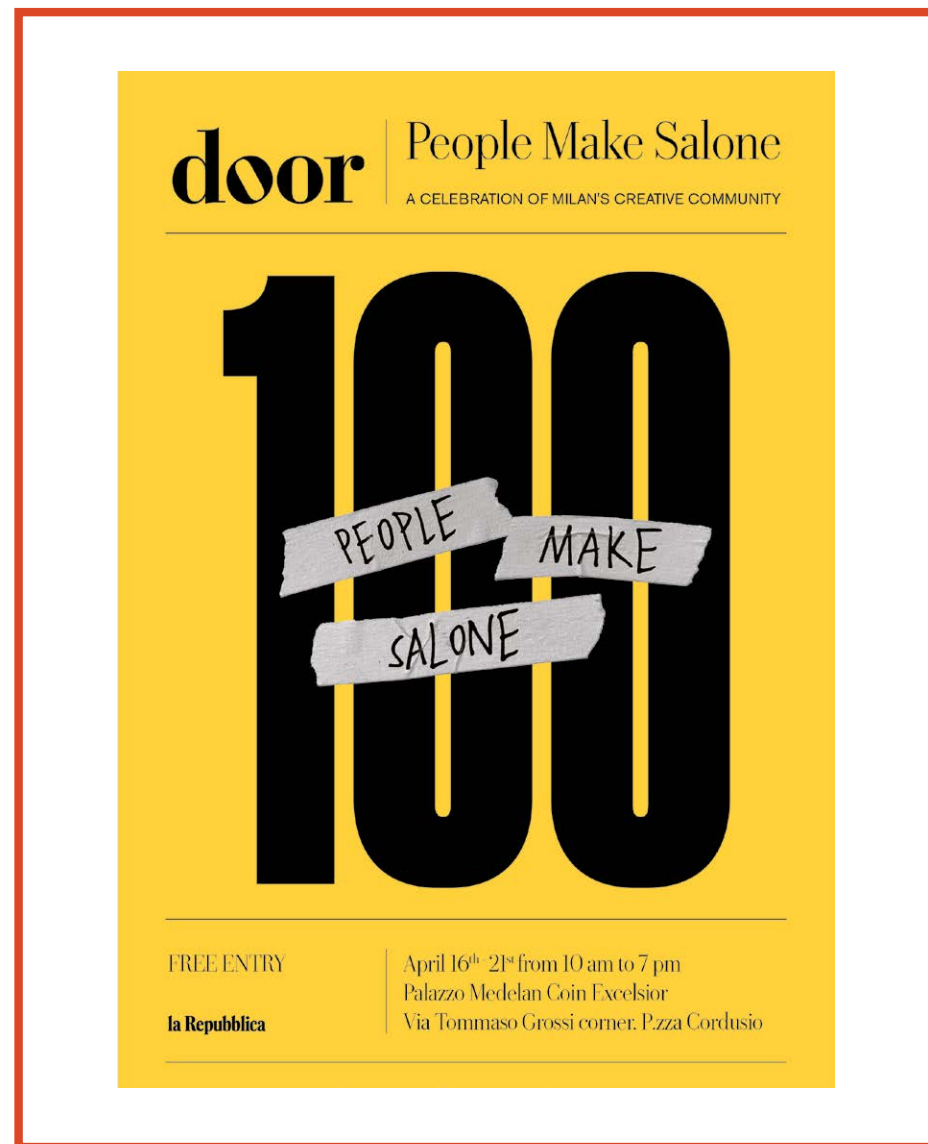 door
People Make Salone
A CELEBRATION OF MILAN'S CREATIVE COMMUNITY
100
PEOPLE
MAKE
SALONE
FREE ENTRY
la Repubblica
April 16th-21st from 10 am to 7 pm
Palazzo Medelan Coin Excelsior
Via Tommaso Grossi corner. P.zza Cordusio